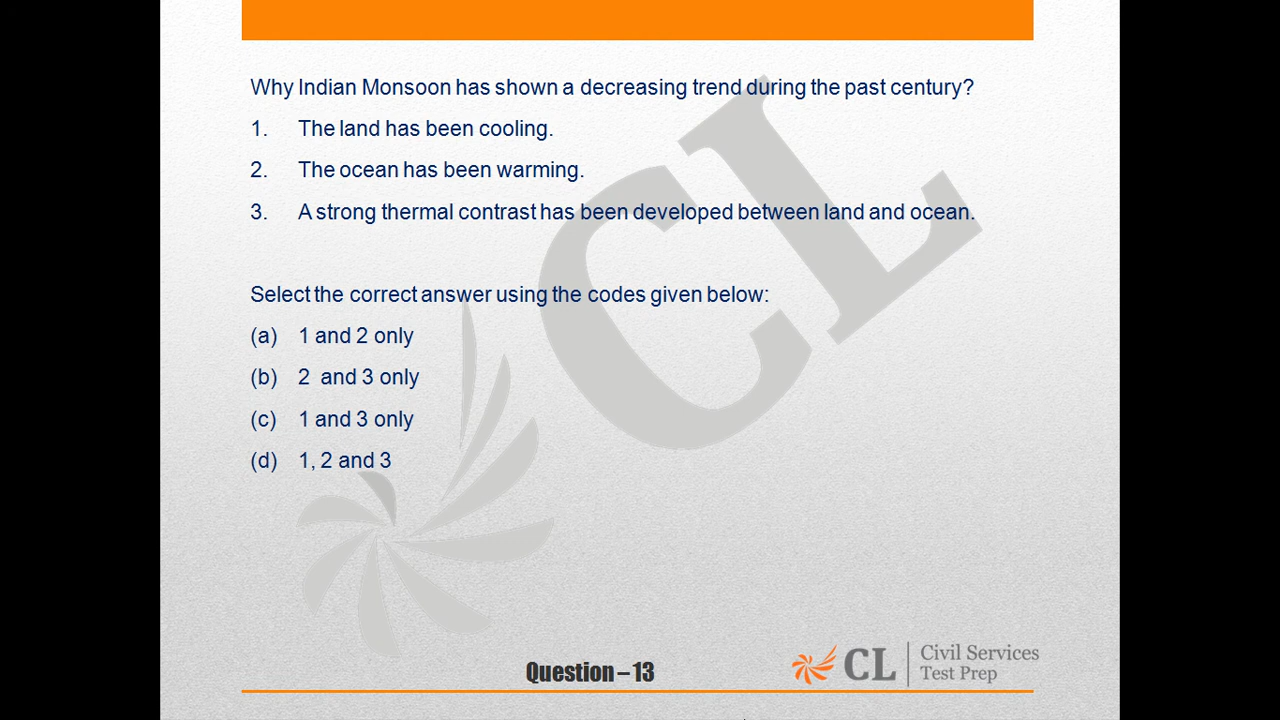 Why Indian Monsoon has shown a decreasing trend during the past century?
1. The land has been cooling.
2. The ocean has been warming.
3. A strong thermal contrast has been developed between land and ocean.
Select the correct answer using the codes given below:
(a) 1 and 2 only
(b) 2 and 3 only
(c) 1 and 3 only
(d) 1, 2 and 3
CL
Question – 13
CL Civil Services
Test Prep